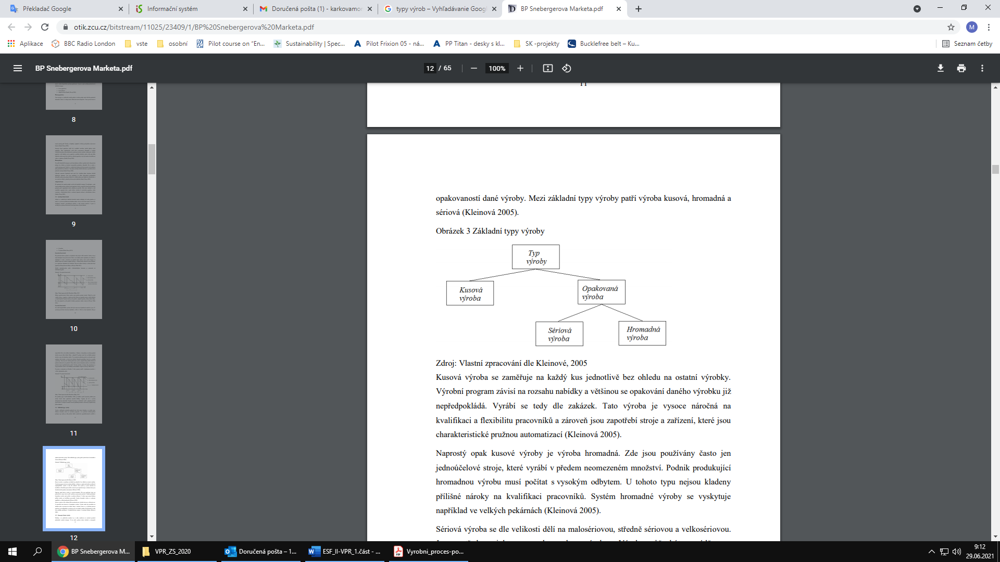 Překladač Google
Informační systém
Doručená pošta (1) - karkovamon
typy výrob – Vyhľadávanie Goog
BP Snebergerova Marketa.pdf
otik.zcu.cz/bitstream/11025/23409/1/BP%20Snebergerova%20Marketa.pdf
M
Aplikace
BBC Radio London
vste
osobní
Pilot course on “En...
Sustainability | Spec...
Pilot Frixion 05 - ná...
PP Titan - desky s kl...
SK -projekty
Bucklefree belt – Ku...
Seznam četby
BP Snebergerova Marketa.pdf
12 / 65
100%
8
9
10
11
12
11
opakovaností dané výroby. Mezi základní typy výroby patří výroba kusová, hromadná a
sériová (Kleinová 2005).
Obrázek 3 Základní typy výroby
Typ
výroby
Kusová
výroba
Opakovaná
výroba
Sériová
výroba
Hromadná
výroba
Zdroj: Vlastní zpracování dle Kleinové, 2005
Kusová výroba se zaměřuje na každý kus jednotlivě bez ohledu na ostatní výrobky.
Výrobní program závisí na rozsahu nabídky a většinou se opakování daného výrobku již
nepředpokládá. Vyrábí se tedy dle zakázek. Tato výroba je vysoce náročná na
kvalifikaci a flexibilitu pracovníků a zároveň jsou zapotřebí stroje a zařízení, které jsou
charakteristické pružnou automatizací (Kleinová 2005).
Naprostý opak kusové výroby je výroba hromadná. Zde jsou používány často jen
jednoúčelové stroje, které vyrábí v předem neomezeném množství. Podnik produkující
hromadnou výrobu musí počítat s vysokým odbytem. U tohoto typu nejsou kladeny
přílišné nároky na kvalifikaci pracovníků. Systém hromadné výroby se vyskytuje
například ve velkých pekárnách (Kleinová 2005).
Sériová výroba se dle velikosti dělí na malosériovou, středně sériovou a velkosériovou.
BP Snebergerova M...
VPR_ZS_2020
Doručená pošta – 1...
ESF_II-VPR_1.část - ...
Vyrobni_proces-po...
9:12
29.06.2021